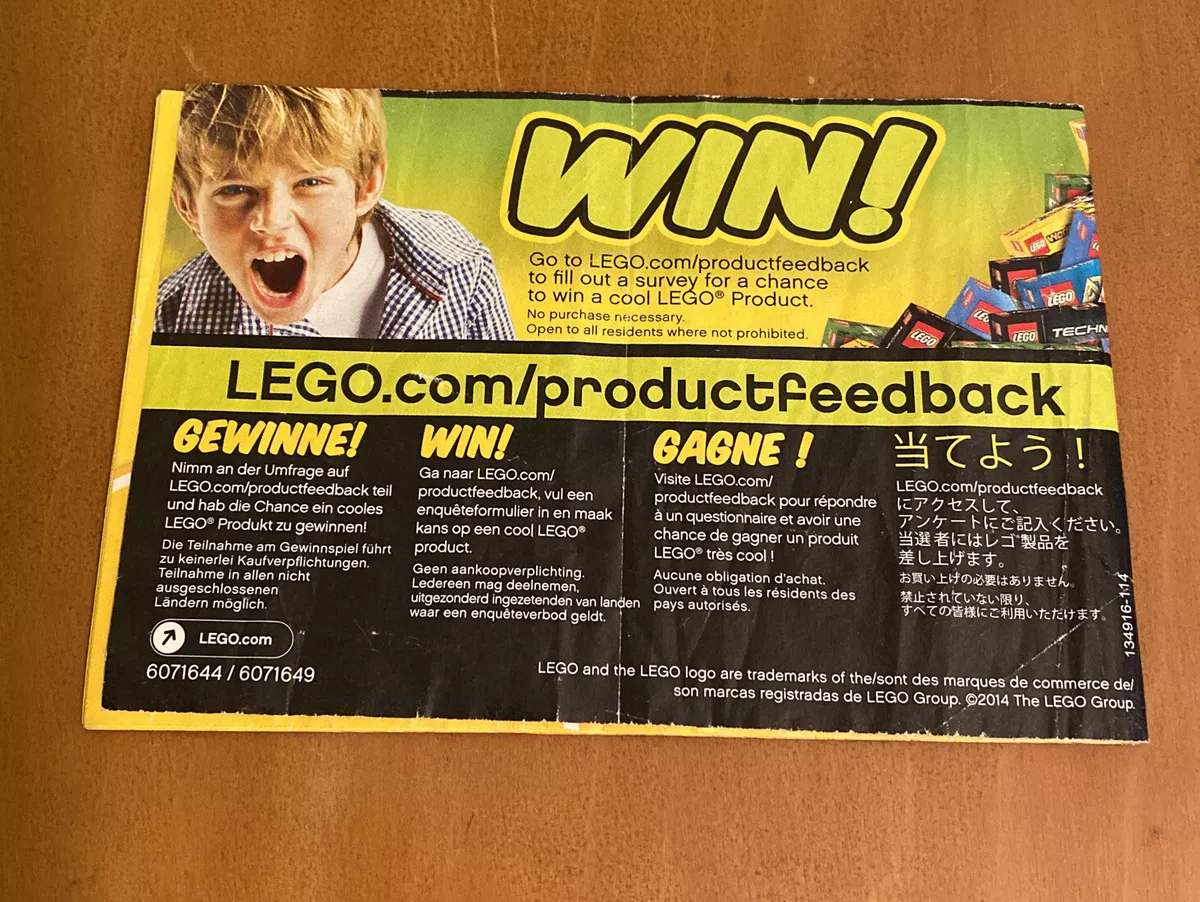 WIN!
Go to LEGO.com/productfeedback
to fill out a survey for a chance
to win a cool LEGO® Product.
No purchase necessary.
Open to all residents where not prohibited.
LEGO
LEGO
LEGO
LEGO
LEGO
TECHN
LEGO.com/productfeedback
GEWINNE!
Nimm an der Umfrage auf
LEGO.com/productfeedback teil
und hab die Chance ein cooles
LEGO® Produkt zu gewinnen!
Die Teilnahme am Gewinnspiel führt
zu keinerlei Kaufverpflichtungen.
Teilnahme in allen nicht
ausgeschlossenen
Ländern möglich.
WIN!
Ga naar LEGO.com/
productfeedback, vul een
enquêteformulier in en maak
kans op een cool LEGO®
product.
Geen aankoopverplichting.
Ledereen mag deelnemen,
uitgezonderd ingezetenden van landen
waar een enquêteverbod geldt.
GAGNE !
Visite LEGO.com/
productfeedback pour répondre
à un questionnaire et avoir une
chance de gagner un produit
LEGO® très cool !
Aucune obligation d'achat.
Ouvert à tous les résidents des
pays autorisés.
当てよう！
LEGO.com/productfeedback
にアクセスして、
アンケートにご記入ください。
当選者にはレゴ®製品を
差し上げます。
お買い上げの必要はありません。
禁止されていない限り、
すべての皆様にご利用いただけます。
LEGO.com
6071644 / 6071649
LEGO and the LEGO logo are trademarks of the/sont des marques de commerce de/
son marcas registradas de LEGO Group. ©2014 The LEGO Group.
134916-114